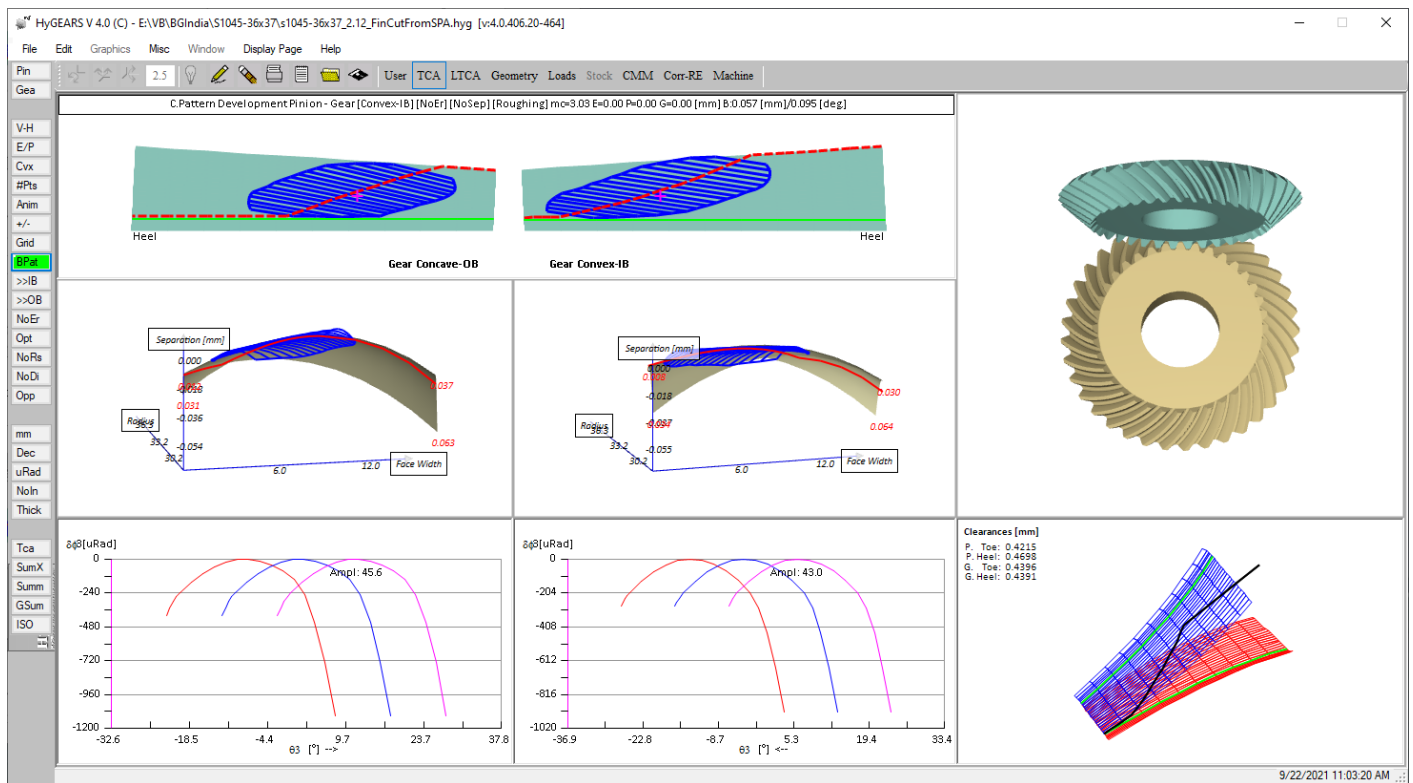 HyGEARS V 4.0 (C) - E:\VB\BGIndia\S1045-36x37\s1045-36x37_2.12_FinCutFromSPA.hyg [v:4.0.406.20-464]
File Edit Graphics Misc Window Display Page Help
2.5 User TCA LTCA Geometry Loads Stock CMM Corr-RE Machine
Pin
Gea
V-H
E/P
Cvx
#Pts
Anim
+/-
Grid
BPat
>>IB
>>OB
NoEr
Opt
NoRs
NoDi
Opp
mm
Dec
uRad
NoIn
Thick
Tca
SumX
Summ
GSum
ISO
C.Pattern Development Pinion - Gear [Convex-IB] [NoEr] [NoSep] [Roughing] mc=3.03 E=0.00 P=0.00 G=0.00 [mm] B:0.057 [mm]/0.095 [deg.]
Heel Heel
Gear Concave-OB Gear Convex-IB
Separation [mm]
0.000
-0.018
0.031
-0.036
-0.054
Radius
36.3
33.2
30.2
6.0
12.0
Face Width
0.037
0.063
Separation [mm]
0.000
0.008
-0.018
-0.037
-0.055
Radius
36.3
33.2
30.2
6.0
12.0
Face Width
0.030
0.064
δφ3[uRad]
Ampl: 45.6
0
-240
-480
-720
-960
-1200
-32.6 -18.5 -4.4 9.7 23.7 37.8
θ3 [°] -->
δφ3[uRad]
Ampl: 43.0
0
-204
-408
-612
-816
-1020
-36.9 -22.8 -8.7 5.3 19.4 33.4
θ3 [°] <--
Clearances [mm]
P. Toe: 0.4215
P. Heel: 0.4698
G. Toe: 0.4396
G. Heel: 0.4391
9/22/2021 11:03:20 AM